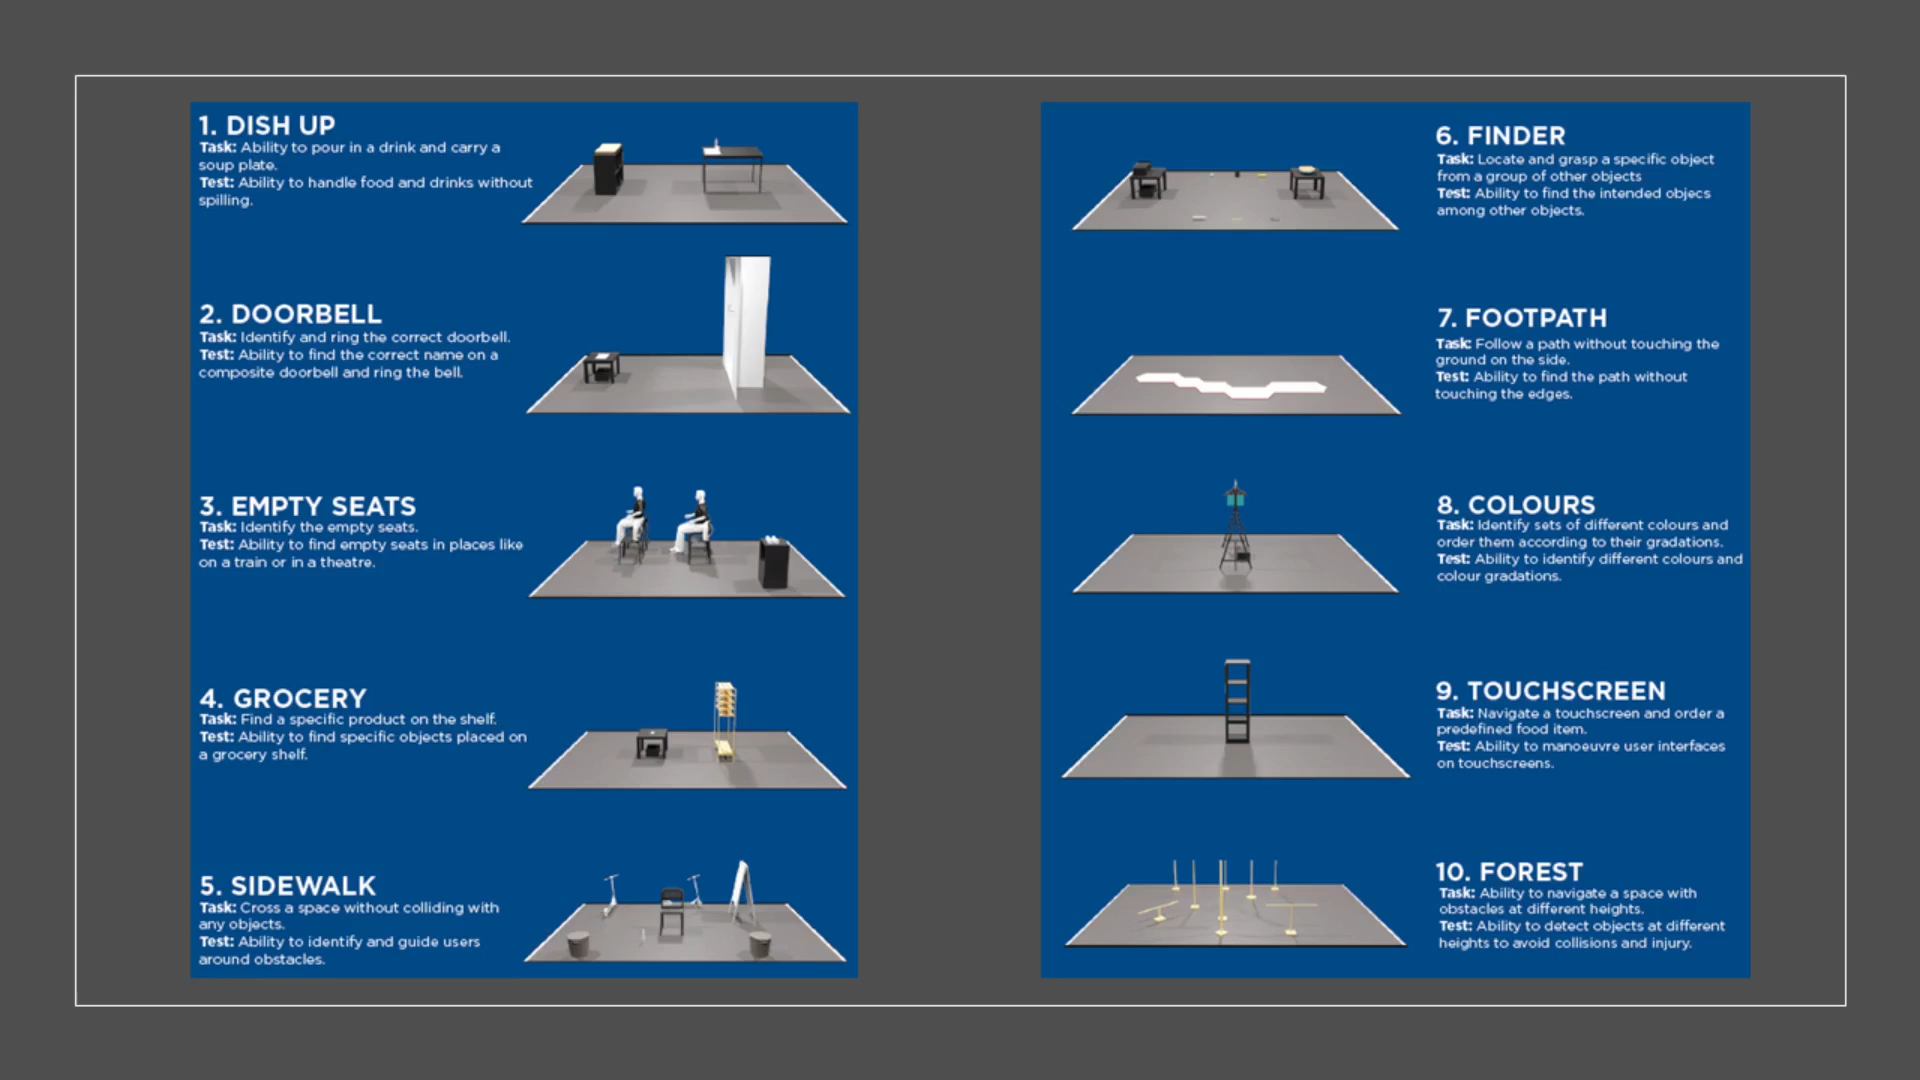 1. DISH UP
Task: Ability to pour in a drink and carry a
soup plate.
Test: Ability to handle food and drinks without
spilling.
2. DOORBELL
Task: Identify and ring the correct doorbell.
Test: Ability to find the correct name on a
composite doorbell and ring the bell.
3. EMPTY SEATS
Task: Identify the empty seats.
Test: Ability to find empty seats in places like
on a train or in a theatre.
4. GROCERY
Task: Find a specific product on the shelf.
Test: Ability to find specific objects placed on
a grocery shelf.
5. SIDEWALK
Task: Cross a space without colliding with
any objects.
Test: Ability to identify and guide users
around obstacles.
6. FINDER
Task: Locate and grasp a specific object
from a group of other objects
Test: Ability to find the intended objecs
among other objects.
7. FOOTPATH
Task: Follow a path without touching the
ground on the side.
Test: Ability to find the path without
touching the edges.
8. COLOURS
Task: Identify sets of different colours and
order them according to their gradations.
Test: Ability to identify different colours and
colour gradations.
9. TOUCHSCREEN
Task: Navigate a touchscreen and order a
predefined food item.
Test: Ability to manoeuvre user interfaces
on touchscreens.
10. FOREST
Task: Ability to navigate a space with
obstacles at different heights.
Test: Ability to detect objects at different
heights to avoid collisions and injury.